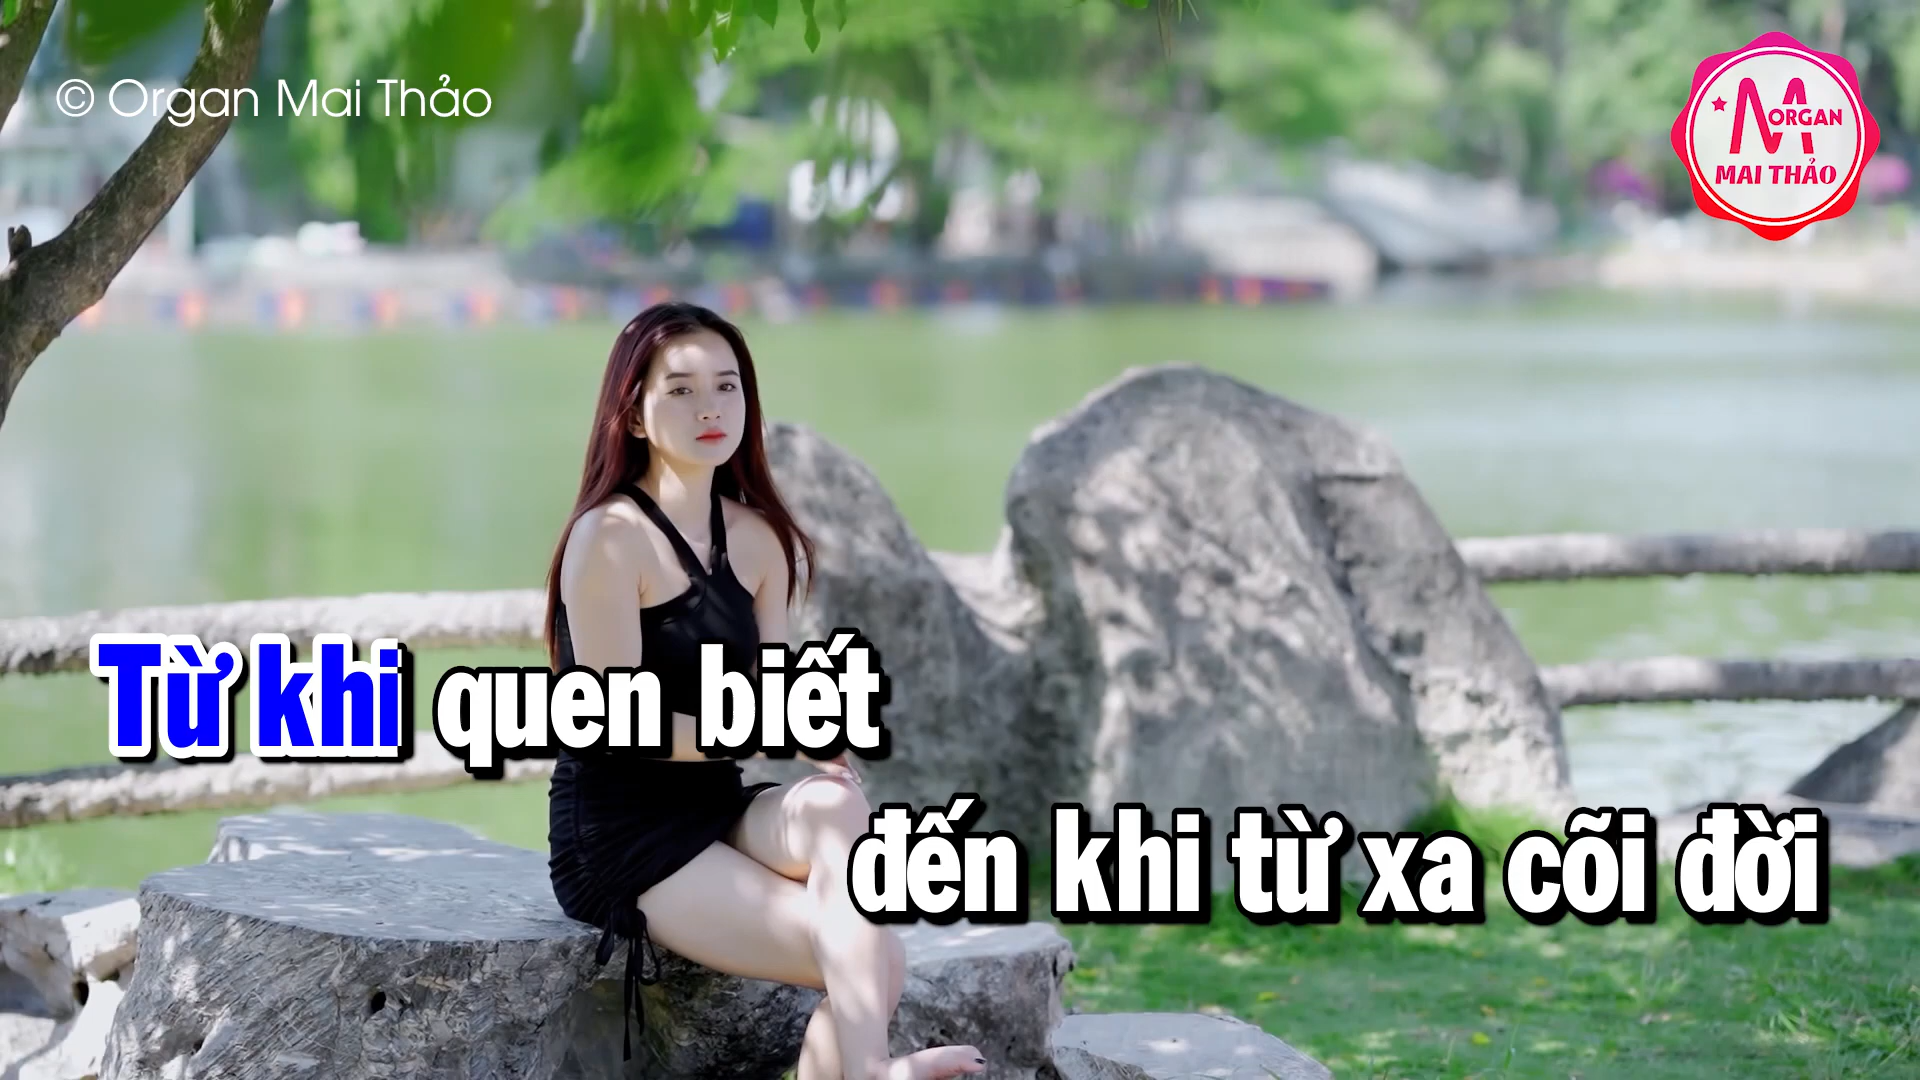 © Organ Mai Thảo
M ORGAN
MAI THẢO
Từ khi quen biết
đến khi từ xa cõi đời